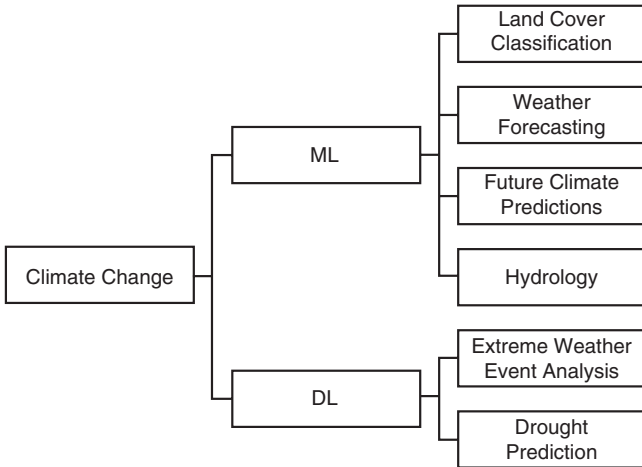 Land Cover
Classification
Weather
Forecasting
ML
Future Climate
Predictions
Climate Change
Hydrology
Extreme Weather
Event Analysis
DL
Drought
Prediction